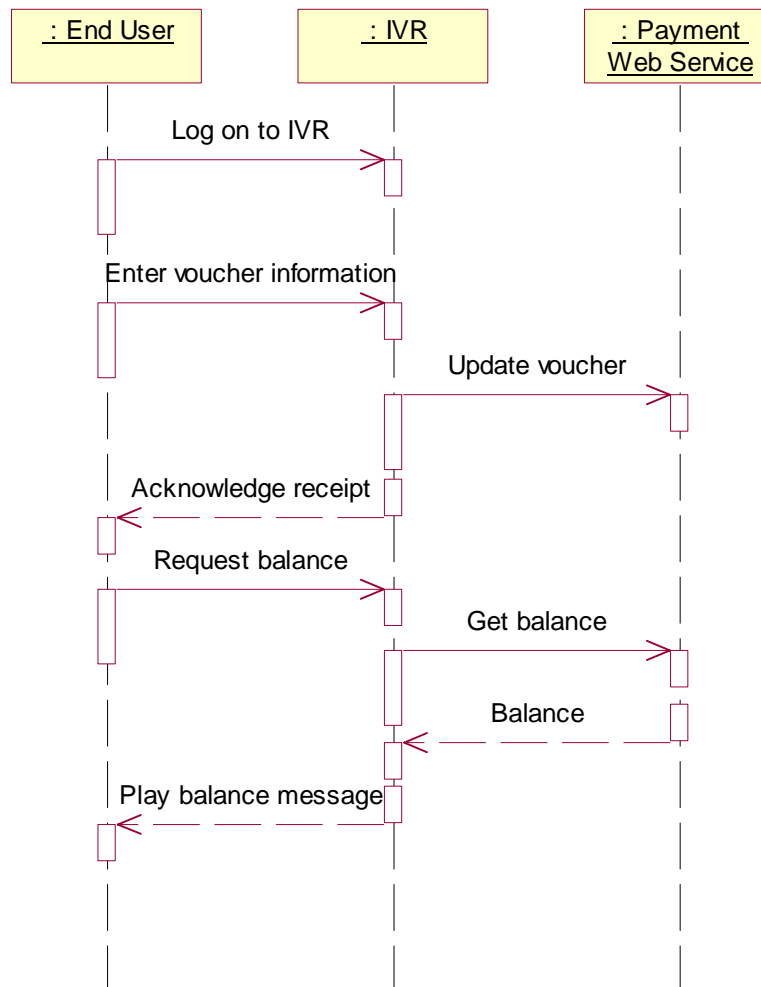 : End User
: IVR
: Payment
Web Service
Log on to IVR
Enter voucher information
Update voucher
Acknowledge receipt
Request balance
Get balance
Balance
Play balance message